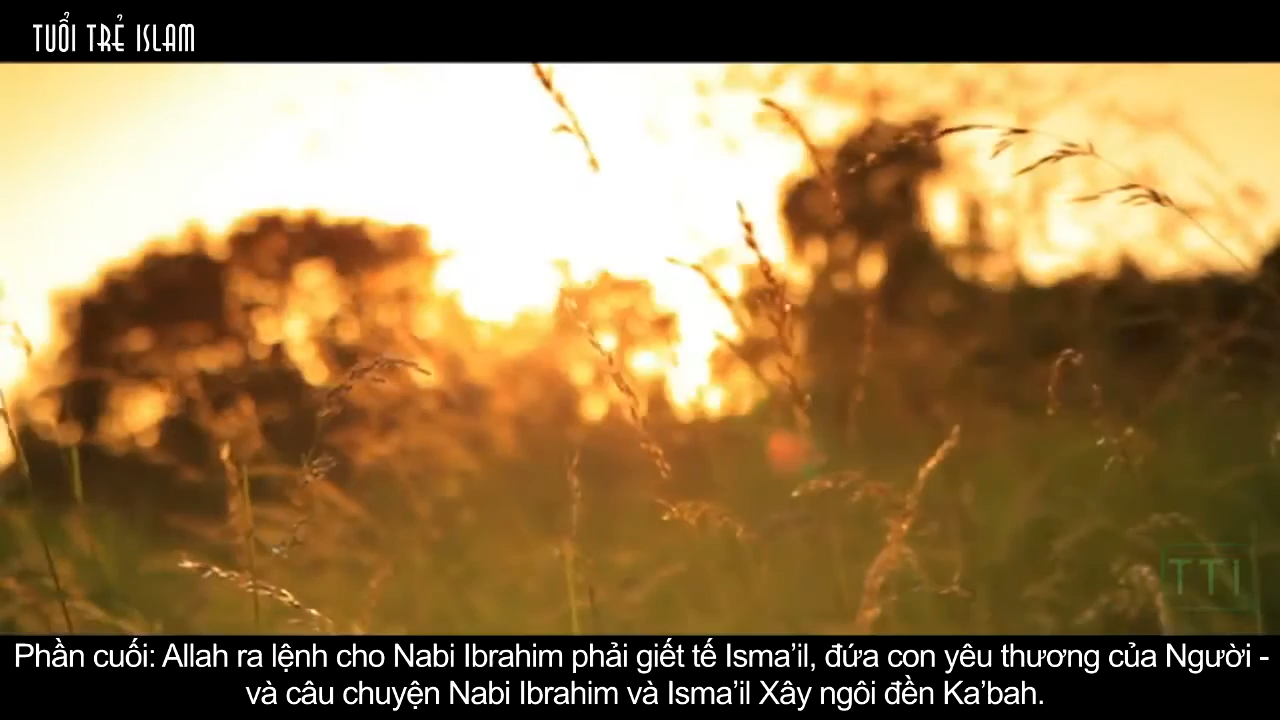 TUỔI TRẺ ISLAM
TTI
Phần cuối: Allah ra lệnh cho Nabi Ibrahim phải giết tế Isma’il, đứa con yêu thương của Người -
và câu chuyện Nabi Ibrahim và Isma’il Xây ngôi đền Ka’bah.